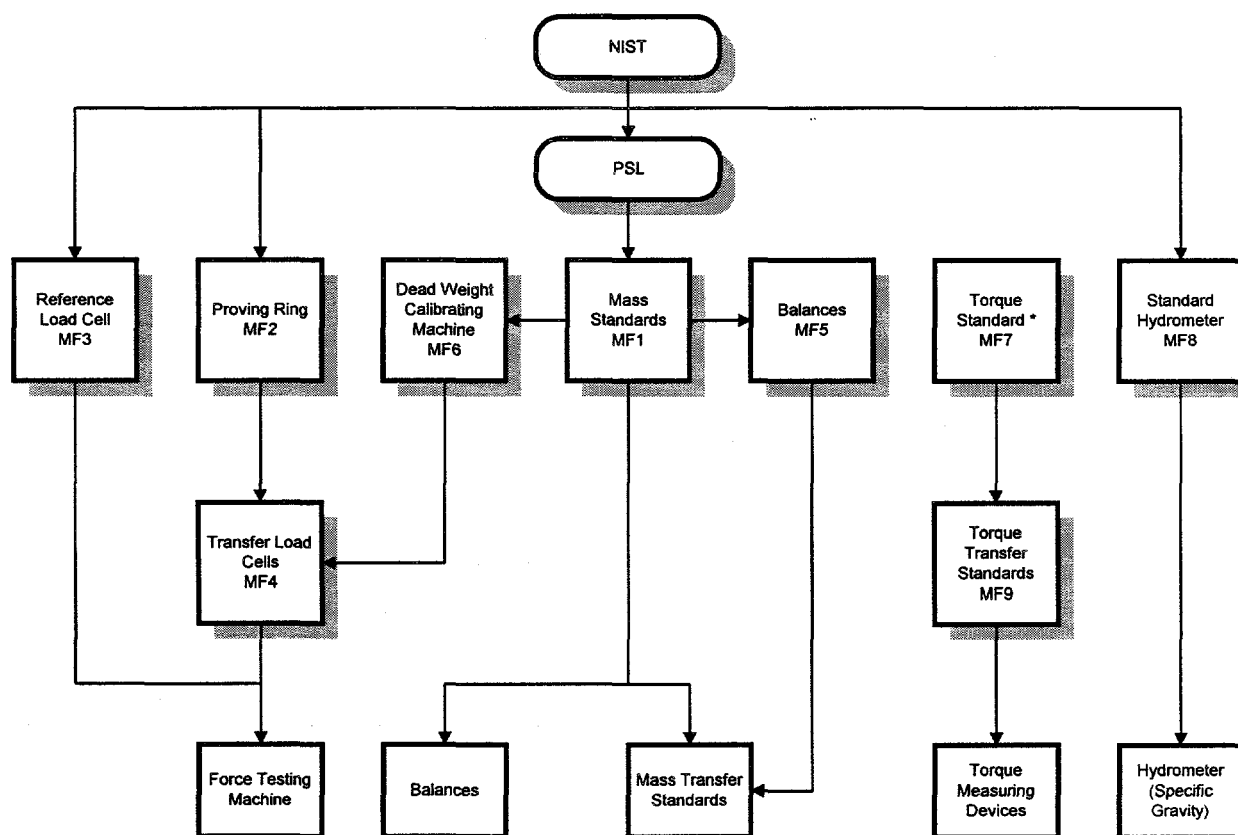 NIST
PSL
Reference
Load Cell
MF3
Proving Ring
MF2
Dead Weight
Calibrating
Machine
MF6
Mass
Standards
MF1
Balances
MF5
Torque
Standard *
MF7
Standard
Hydrometer
MF8
Transfer Load
Cells
MF4
Torque
Transfer
Standards
MF9
Force Testing
Machine
Balances
Mass Transfer
Standards
Torque
Measuring
Devices
Hydrometer
(Specific
Gravity)